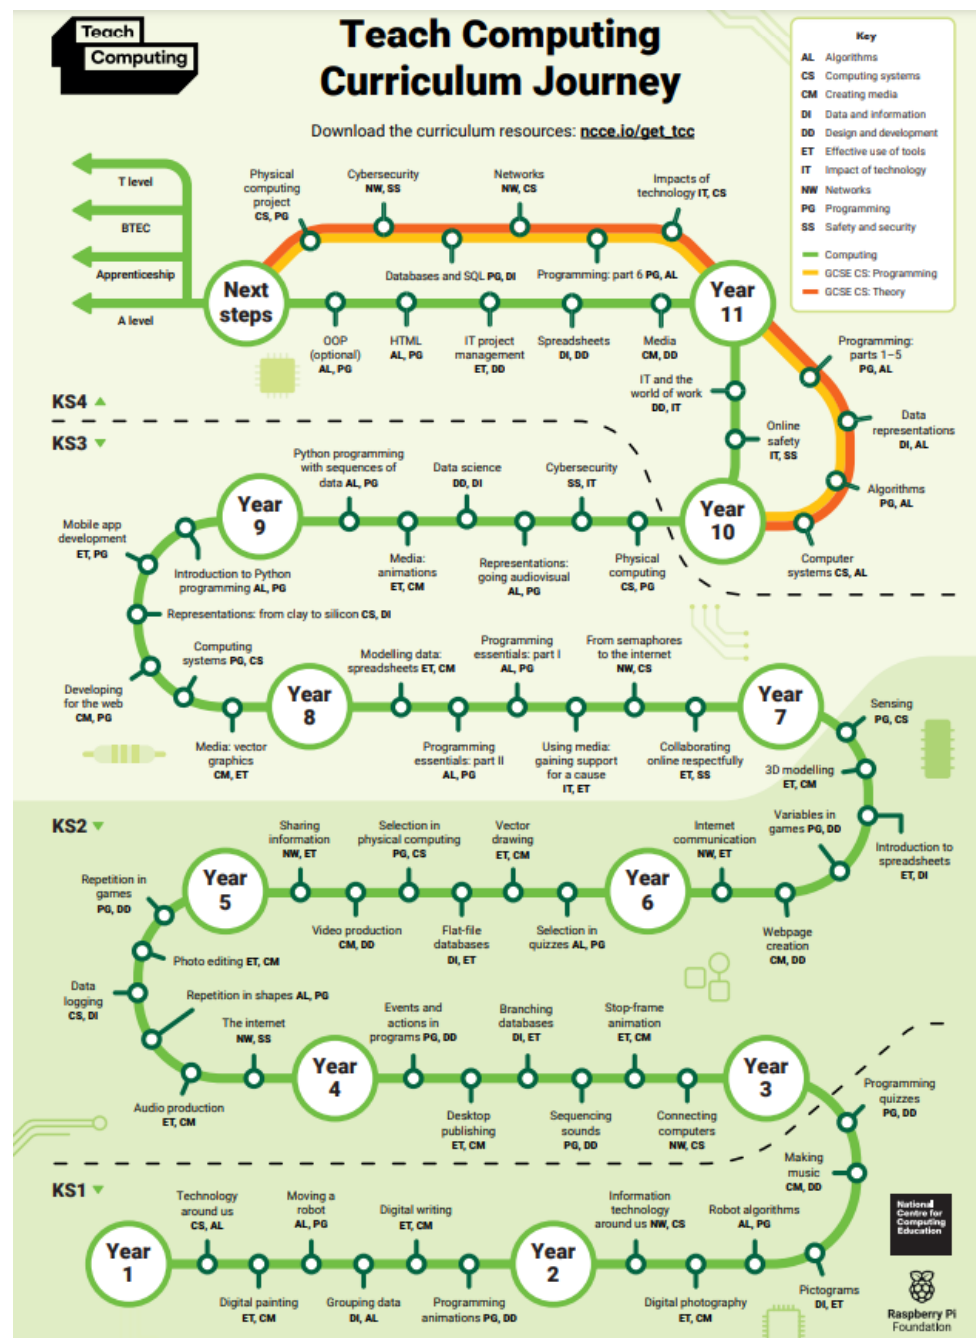 Teach
Computing
Teach Computing
Curriculum Journey
Download the curriculum resources: ncce.io/get_tcc
Key
AL Algorithms
CS Computing systems
CM Creating media
DI Data and information
DD Design and development
ET Effective use of tools
IT Impact of technology
NW Networks
PG Programming
SS Safety and security
Computing
GCSE CS: Programming
GCSE CS: Theory
T level
BTEC
Apprenticeship
A level
Next
steps
Physical
computing
project
CS, PG
Cybersecurity
NW, SS
Databases and SQL PG, DI
Networks
NW, CS
Programming: part 6 PG, AL
Impacts of
technology IT, CS
Year
11
OOP
(optional)
AL, PG
HTML
AL, PG
IT project
management
ET, DD
Spreadsheets
DI, DD
Media
CM, DD
IT and the
world of work
DD, IT
Online
safety
IT, SS
Programming:
parts 1–5
PG, AL
Data
representations
DI, AL
Algorithms
PG, AL
Computer
systems CS, AL
Year
10
KS4
KS3
Year
9
Python programming
with sequences of
data AL, PG
Media:
animations
ET, CM
Data science
DD, DI
Representations:
going audiovisual
AL, PG
Cybersecurity
SS, IT
Physical
computing
CS, PG
Mobile app
development
ET, PG
Introduction to Python
programming AL, PG
Representations: from clay to silicon CS, DI
Computing
systems PG, CS
Developing
for the web
CM, PG
Media: vector
graphics
CM, ET
Year
8
Modelling data:
spreadsheets ET, CM
Programming
essentials: part II
AL, PG
Programming
essentials: part I
AL, PG
Using media:
gaining support
for a cause
IT, ET
From semaphores
to the internet
NW, CS
Collaborating
online respectfully
ET, SS
Year
7
Sensing
PG, CS
3D modelling
ET, CM
Variables in
games PG, DD
Introduction to
spreadsheets
ET, DI
KS2
Year
5
Sharing
information
NW, ET
Video production
CM, DD
Selection in
physical computing
PG, CS
Flat-file
databases
DI, ET
Vector
drawing
ET, CM
Selection in
quizzes AL, PG
Year
6
Internet
communication
NW, ET
Webpage
creation
CM, DD
Repetition in
games
PG, DD
Photo editing ET, CM
Data
logging
CS, DI
Repetition in shapes AL, PG
Audio production
ET, CM
The internet
NW, SS
Year
4
Events and
actions in
programs PG, DD
Desktop
publishing
ET, CM
Branching
databases
DI, ET
Sequencing
sounds
PG, DD
Stop-frame
animation
ET, CM
Connecting
computers
NW, CS
Year
3
Programming
quizzes
PG, DD
Making
music
CM, DD
KS1
Year
1
Technology
around us
CS, AL
Digital painting
ET, CM
Moving a
robot
AL, PG
Grouping data
DI, AL
Digital writing
ET, CM
Programming
animations PG, DD
Year
2
Information
technology
around us NW, CS
Digital photography
ET, CM
Robot algorithms
AL, PG
Pictograms
DI, ET
National
Centre for
Computing
Education
Raspberry Pi
Foundation